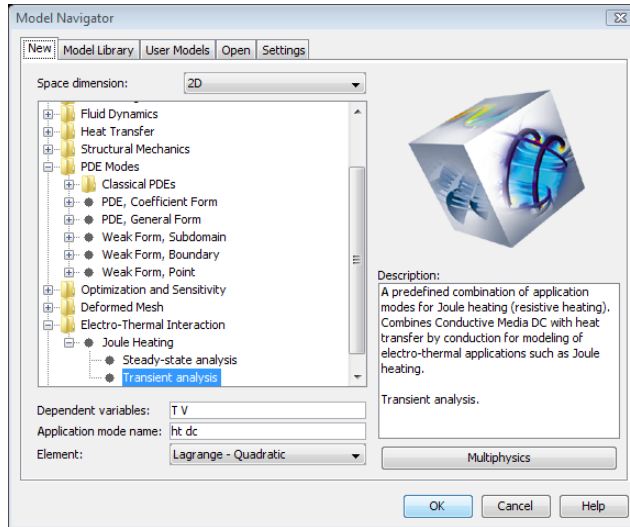 Model Navigator
New Model Library User Models Open Settings
Space dimension: 2D
Fluid Dynamics
Heat Transfer
Structural Mechanics
PDE Modes
Classical PDEs
PDE, Coefficient Form
PDE, General Form
Weak Form, Subdomain
Weak Form, Boundary
Weak Form, Point
Optimization and Sensitivity
Deformed Mesh
Electro-Thermal Interaction
Joule Heating
Steady-state analysis
Transient analysis
Dependent variables: T V
Application mode name: ht dc
Element: Lagrange - Quadratic
Description:
A predefined combination of application
modes for Joule heating (resistive heating).
Combines Conductive Media DC with heat
transfer by conduction for modeling of
electro-thermal applications such as Joule
heating.
Transient analysis.
Multiphysics
OK Cancel Help